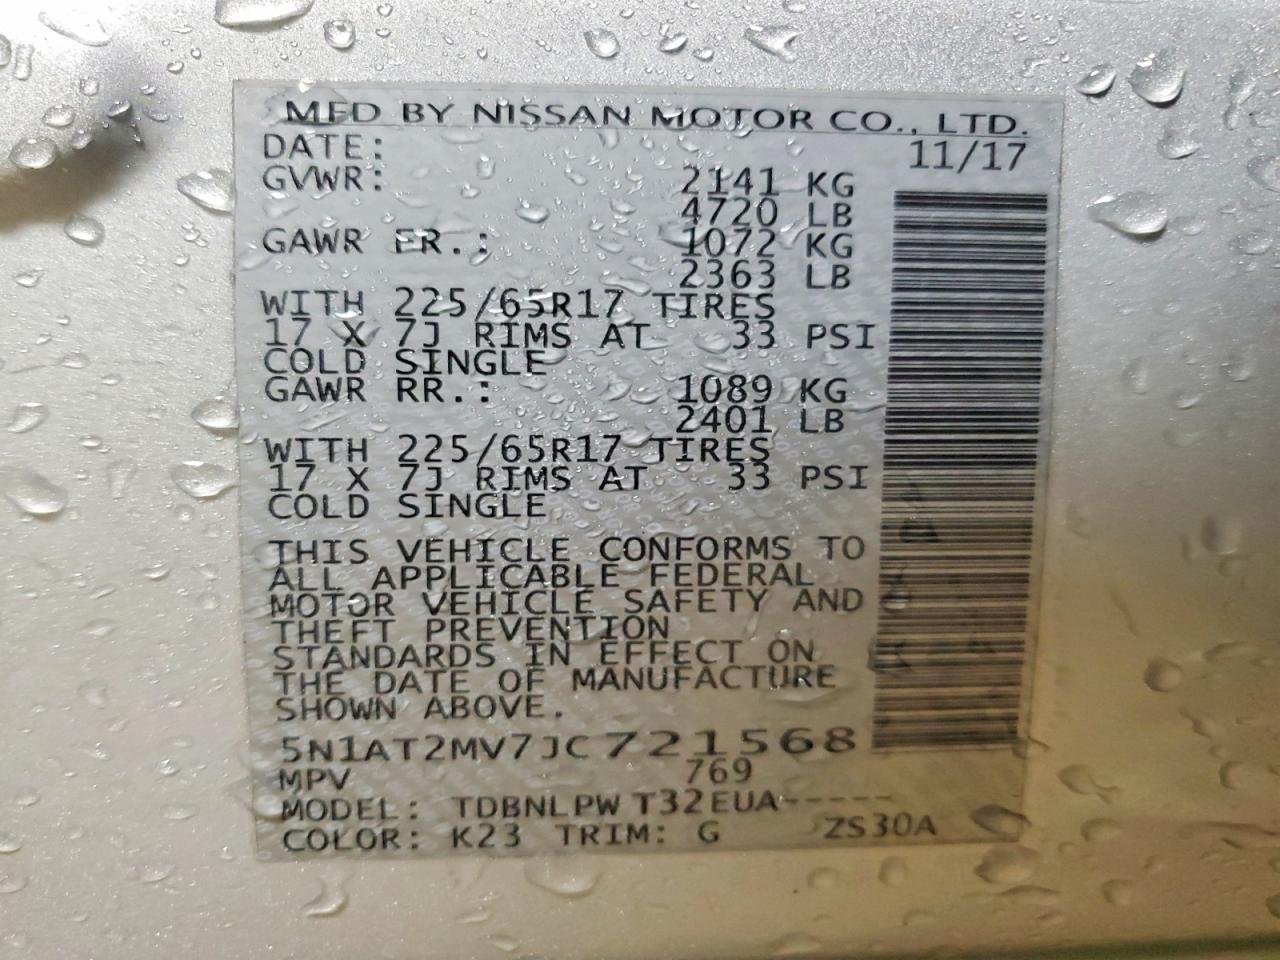 MFD BY NISSAN MOTOR CO., LTD.
DATE: 11/17
GVWR: 2141 KG
4720 LB
GAWR FR.: 1072 KG
2363 LB
WITH 225/65R17 TIRES
17 X 7J RIMS AT 33 PSI
COLD SINGLE
GAWR RR.: 1089 KG
2401 LB
WITH 225/65R17 TIRES
17 X 7J RIMS AT 33 PSI
COLD SINGLE
THIS VEHICLE CONFORMS TO
ALL APPLICABLE FEDERAL
MOTOR VEHICLE SAFETY AND
THEFT PREVENTION
STANDARDS IN EFFECT ON
THE DATE OF MANUFACTURE
SHOWN ABOVE.
5N1AT2MV7JC721568
MPV 769
MODEL: TDBNLPW T32EUA-----
COLOR: K23 TRIM: G ZS30A